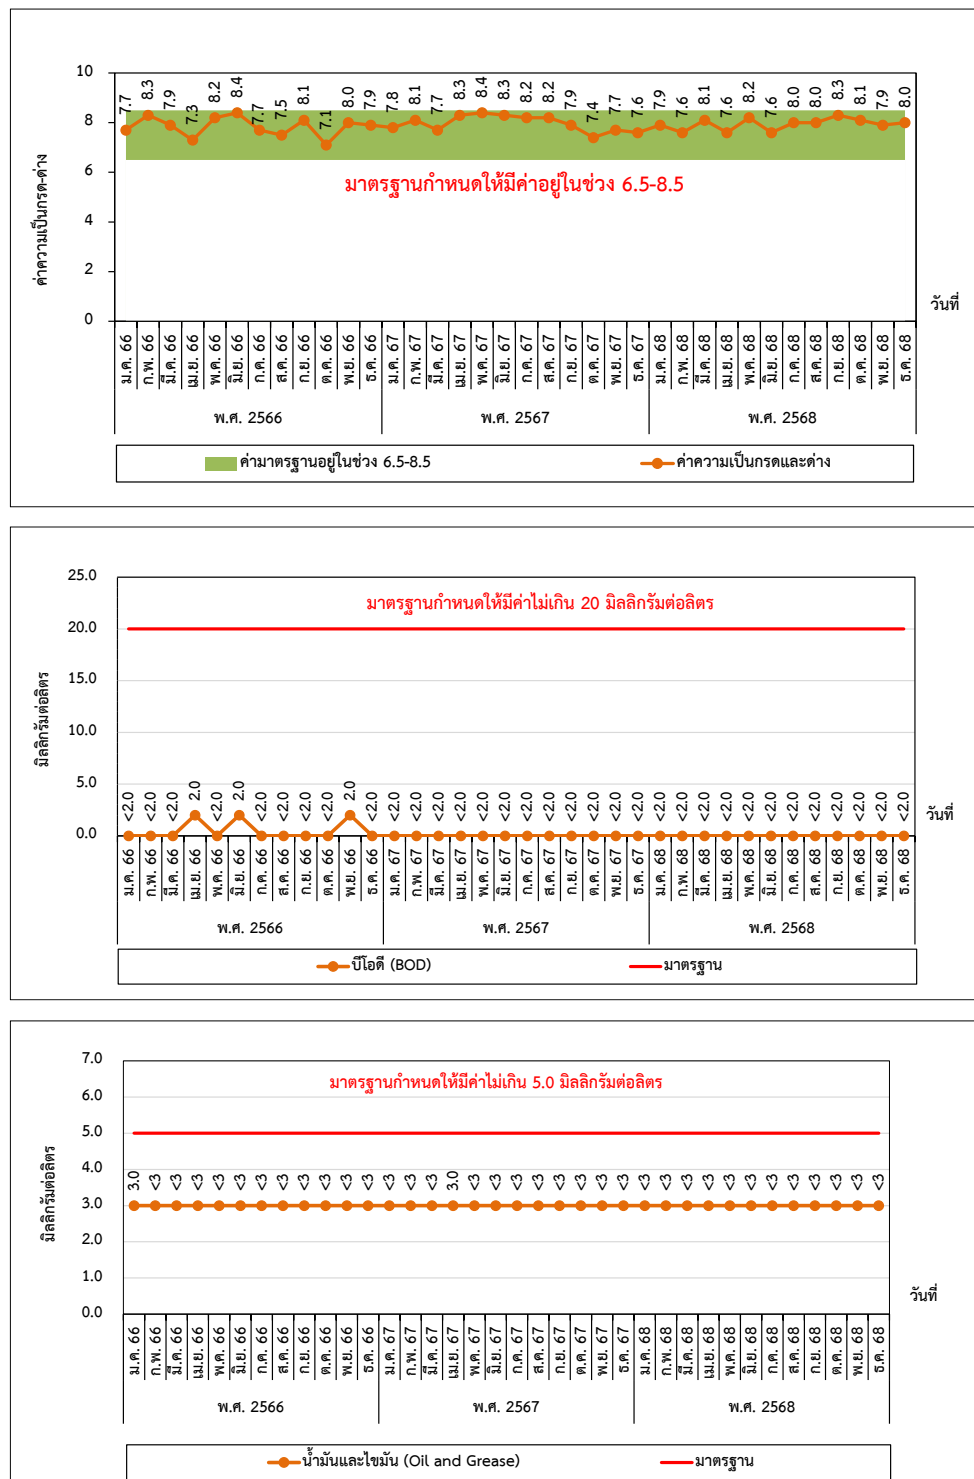 ค่าความเป็นกรด-ด่าง
10
8
6
4
2
0
7.7 8.3 7.9 7.3 8.2 8.4 7.7 7.5 8.1 7.1 8.0 7.9 7.8 8.1 7.7 8.3 8.4 8.3 8.2 8.2 7.9 7.4 7.7 7.6 7.9 7.6 8.1 7.6 8.2 7.6 8.0 8.0 8.3 8.1 7.9 8.0
มาตรฐานกำหนดให้มีค่าอยู่ในช่วง 6.5-8.5
วันที่
ม.ค. 66 ก.พ. 66 มี.ค. 66 เม.ย. 66 พ.ค. 66 มิ.ย. 66 ก.ค. 66 ส.ค. 66 ก.ย. 66 ต.ค. 66 พ.ย. 66 ธ.ค. 66 ม.ค. 67 ก.พ. 67 มี.ค. 67 เม.ย. 67 พ.ค. 67 มิ.ย. 67 ก.ค. 67 ส.ค. 67 ก.ย. 67 ต.ค. 67 พ.ย. 67 ธ.ค. 67 ม.ค. 68 ก.พ. 68 มี.ค. 68 เม.ย. 68 พ.ค. 68 มิ.ย. 68 ก.ค. 68 ส.ค. 68 ก.ย. 68 ต.ค. 68 พ.ย. 68 ธ.ค. 68
พ.ศ. 2566 พ.ศ. 2567 พ.ศ. 2568
ค่ามาตรฐานอยู่ในช่วง 6.5-8.5 ค่าความเป็นกรดและด่าง
มิลลิกรัมต่อลิตร
25.0
20.0
15.0
10.0
5.0
0.0
มาตรฐานกำหนดให้มีค่าไม่เกิน 20 มิลลิกรัมต่อลิตร
<2.0 <2.0 <2.0 2.0 <2.0 2.0 <2.0 <2.0 <2.0 <2.0 2.0 <2.0 <2.0 <2.0 <2.0 <2.0 <2.0 <2.0 <2.0 <2.0 <2.0 <2.0 <2.0 <2.0 <2.0 <2.0 <2.0 <2.0 <2.0 <2.0 <2.0 <2.0 <2.0 <2.0 <2.0 <2.0
วันที่
ม.ค. 66 ก.พ. 66 มี.ค. 66 เม.ย. 66 พ.ค. 66 มิ.ย. 66 ก.ค. 66 ส.ค. 66 ก.ย. 66 ต.ค. 66 พ.ย. 66 ธ.ค. 66 ม.ค. 67 ก.พ. 67 มี.ค. 67 เม.ย. 67 พ.ค. 67 มิ.ย. 67 ก.ค. 67 ส.ค. 67 ก.ย. 67 ต.ค. 67 พ.ย. 67 ธ.ค. 67 ม.ค. 68 ก.พ. 68 มี.ค. 68 เม.ย. 68 พ.ค. 68 มิ.ย. 68 ก.ค. 68 ส.ค. 68 ก.ย. 68 ต.ค. 68 พ.ย. 68 ธ.ค. 68
พ.ศ. 2566 พ.ศ. 2567 พ.ศ. 2568
บีโอดี (BOD) มาตรฐาน
มิลลิกรัมต่อลิตร
7.0
6.0
5.0
4.0
3.0
2.0
1.0
0.0
มาตรฐานกำหนดให้มีค่าไม่เกิน 5.0 มิลลิกรัมต่อลิตร
3.0 <3 <3 <3 <3 <3 <3 <3 <3 <3 <3 <3 <3 <3 <3 3.0 <3 <3 <3 <3 <3 <3 <3 <3 <3 <3 <3 <3 <3 <3 <3 <3 <3 <3 <3 <3
วันที่
ม.ค. 66 ก.พ. 66 มี.ค. 66 เม.ย. 66 พ.ค. 66 มิ.ย. 66 ก.ค. 66 ส.ค. 66 ก.ย. 66 ต.ค. 66 พ.ย. 66 ธ.ค. 66 ม.ค. 67 ก.พ. 67 มี.ค. 67 เม.ย. 67 พ.ค. 67 มิ.ย. 67 ก.ค. 67 ส.ค. 67 ก.ย. 67 ต.ค. 67 พ.ย. 67 ธ.ค. 67 ม.ค. 68 ก.พ. 68 มี.ค. 68 เม.ย. 68 พ.ค. 68 มิ.ย. 68 ก.ค. 68 ส.ค. 68 ก.ย. 68 ต.ค. 68 พ.ย. 68 ธ.ค. 68
พ.ศ. 2566 พ.ศ. 2567 พ.ศ. 2568
น้ำมันและไขมัน (Oil and Grease) มาตรฐาน